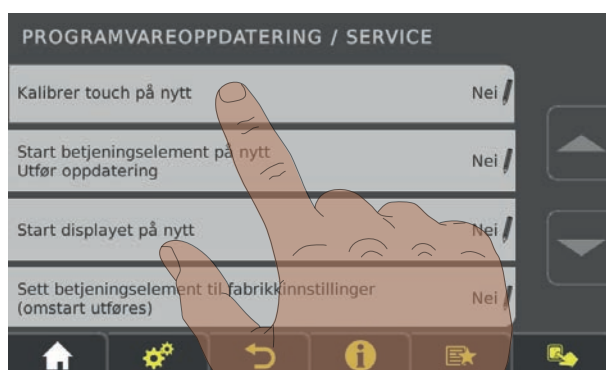 PROGRAMVAREOPPDATERING / SERVICE
Kalibrer touch på nytt Nei
Start betjeningselement på nytt
Utfør oppdatering Nei
Start displayet på nytt Nei
Sett betjeningselement til fabrikkinnstillinger
(omstart utføres) Nei